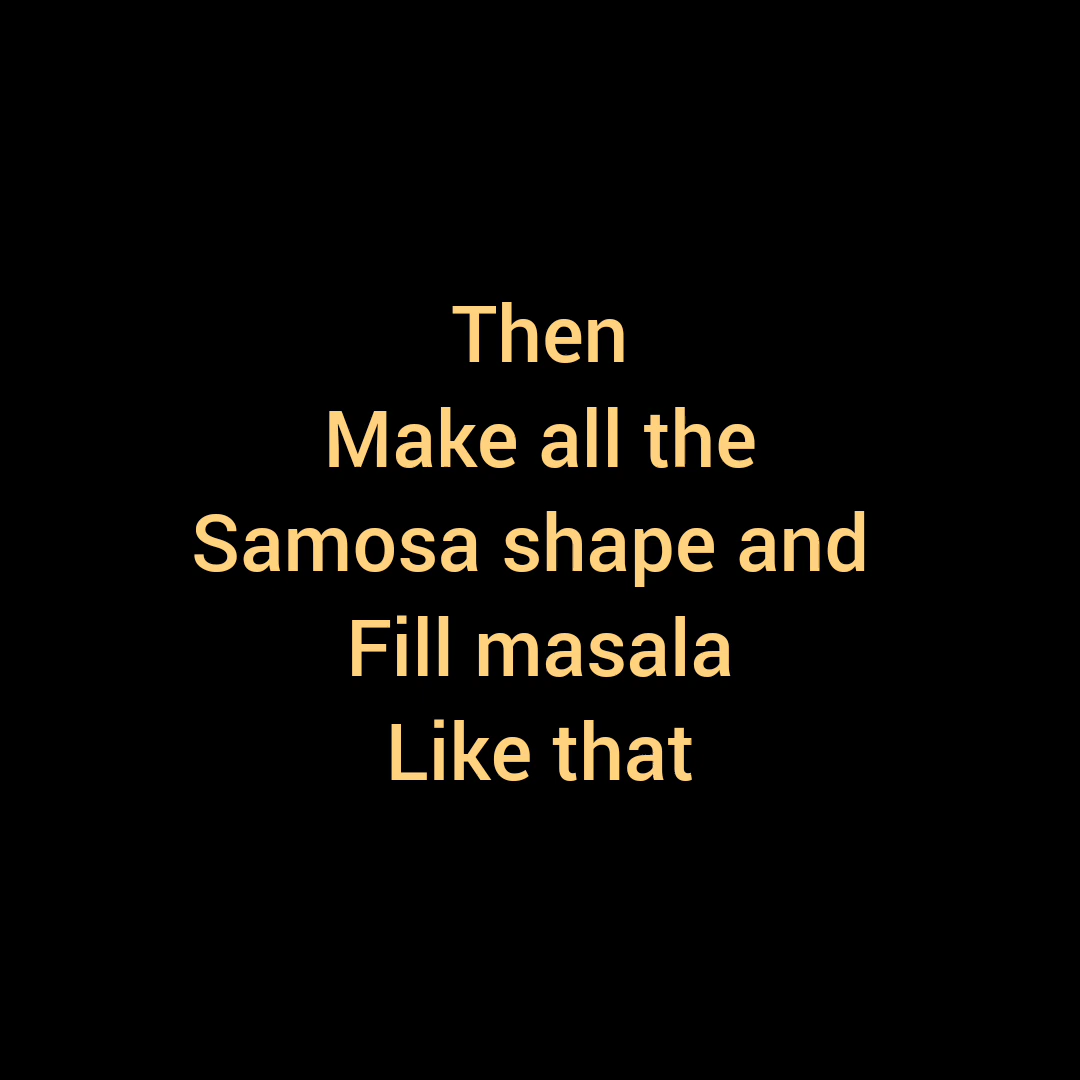 Then
Make all the
Samosa shape and
Fill masala
Like that